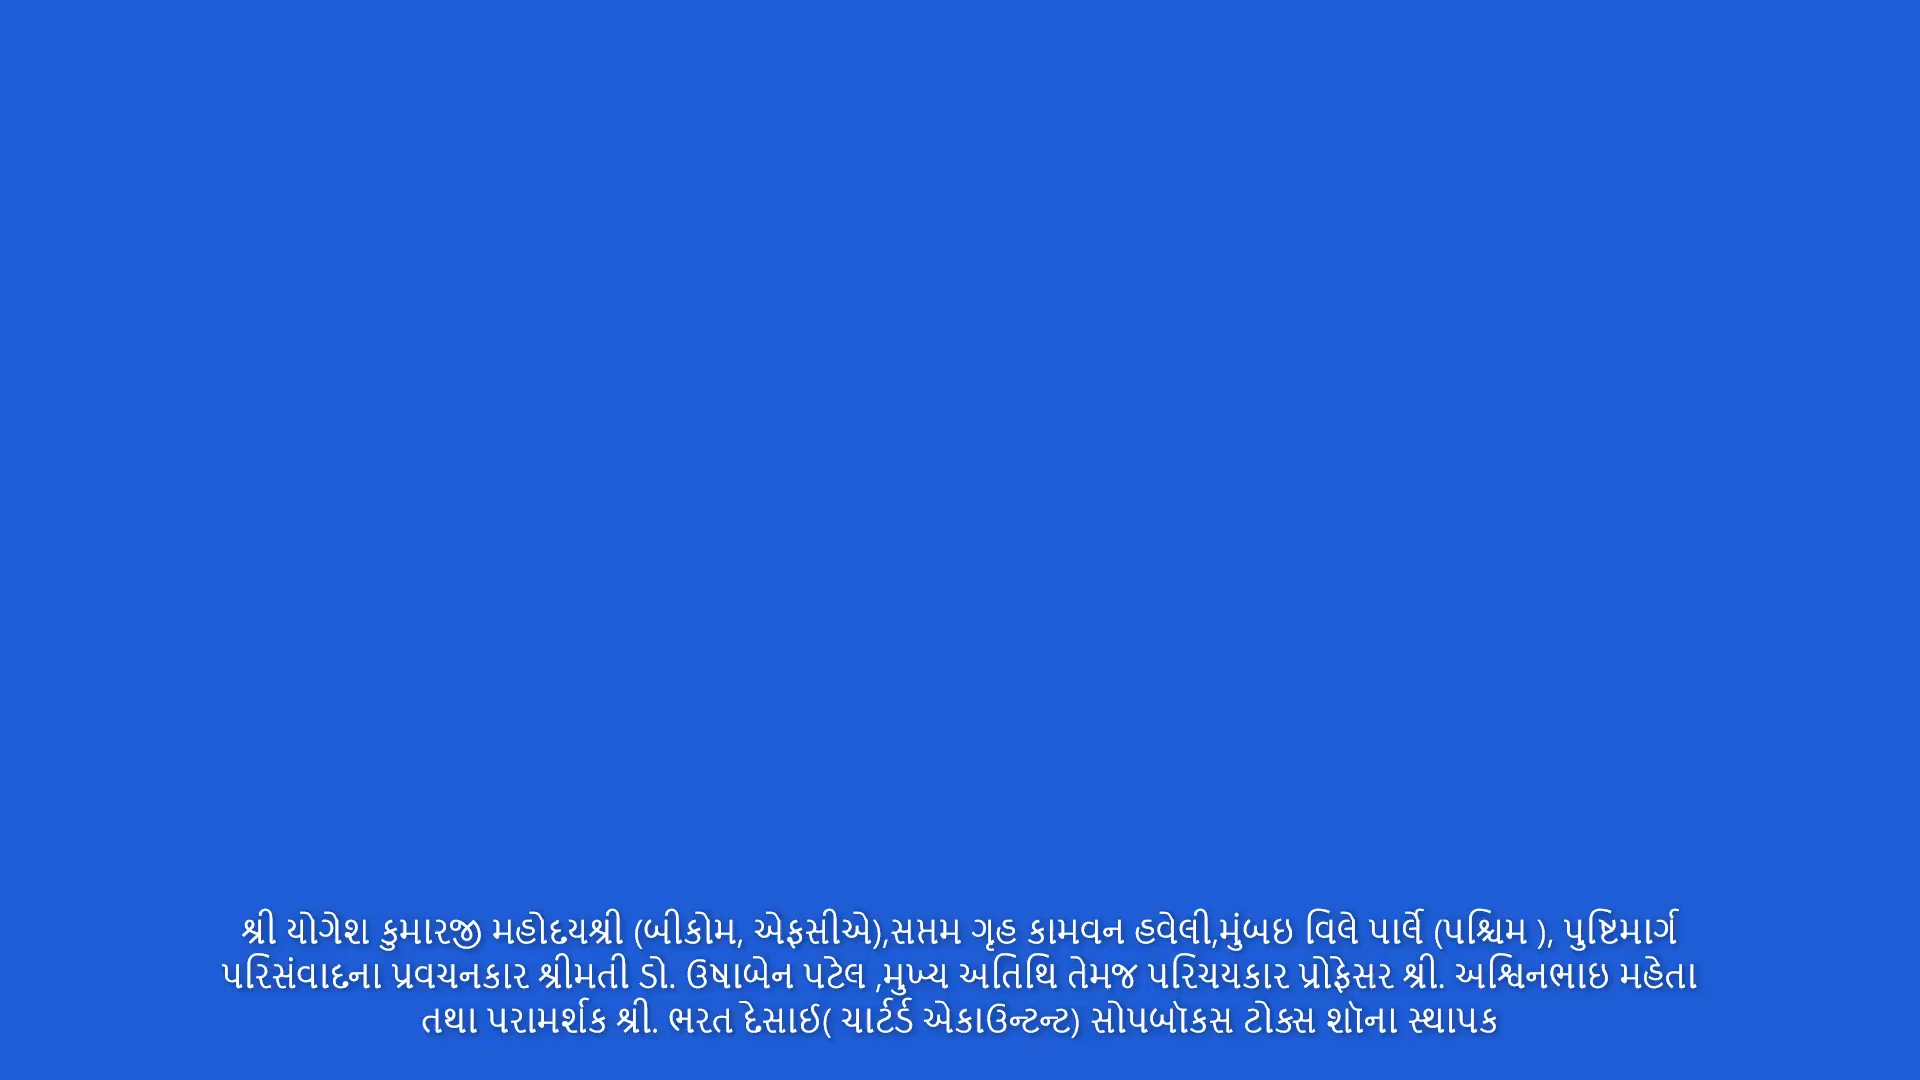 શ્રી યોગેશ કુમારજી મહોદયશ્રી (બીકોમ, એફસીએ),સપ્તમ ગૃહ કામવન હવેલી,મુંબઇ વિલે પાર્લે (પશ્ચિમ ), પુષ્ટિમાર્ગ
પરિસંવાદના પ્રવચનકાર શ્રીમતી ડો. ઉષાબેન પટેલ ,મુખ્ય અતિથિ તેમજ પરિચયકાર પ્રોફેસર શ્રી. અશ્વિનભાઇ મહેતા
તથા પરામર્શક શ્રી. ભરત દેસાઈ( ચાર્ટર્ડ એકાઉન્ટન્ટ) સોપબૉકસ ટોક્સ શૉના સ્થાપક